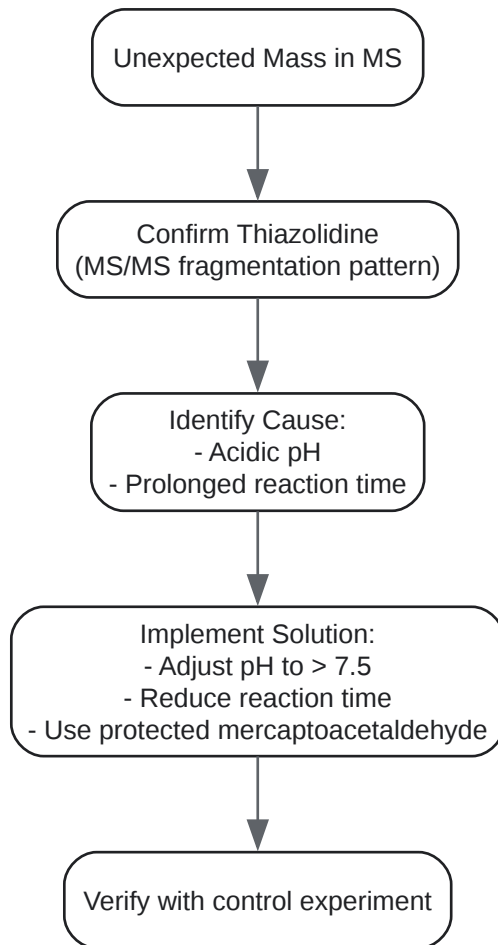 Unexpected Mass in MS
Confirm Thiazolidine
(MS/MS fragmentation pattern)
Identify Cause:
- Acidic pH
- Prolonged reaction time
Implement Solution:
- Adjust pH to > 7.5
- Reduce reaction time
- Use protected mercaptoacetaldehyde
Verify with control experiment